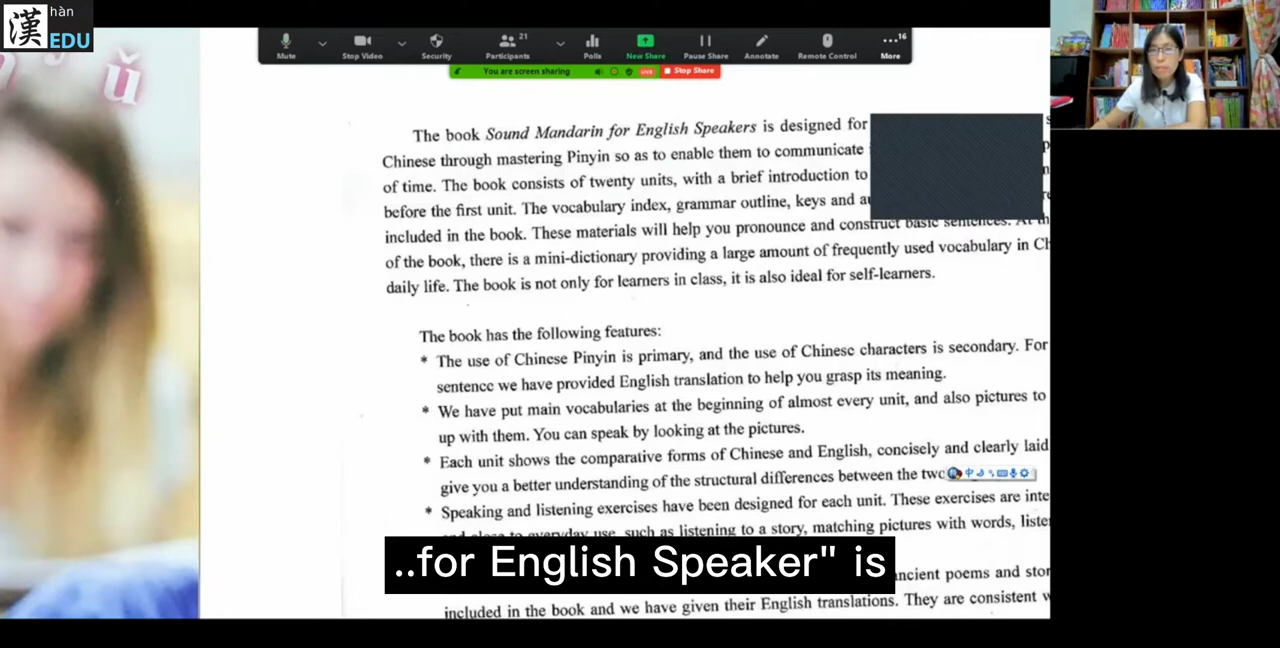 漢
hàn
EDU
ǔ
Mute
Stop Video
Security
Participants
21
Polls
New Share
Pause Share
Annotate
Remote Control
16
More
You are screen sharing
LIVE
Stop Share
The book Sound Mandarin for English Speakers is designed for
Chinese through mastering Pinyin so as to enable them to communicate
of time. The book consists of twenty units, with a brief introduction to
before the first unit. The vocabulary index, grammar outline, keys and au
included in the book. These materials will help you pronounce and construct basic sentences. At th
of the book, there is a mini-dictionary providing a large amount of frequently used vocabulary in Ch
daily life. The book is not only for learners in class, it is also ideal for self-learners.
The book has the following features:
* The use of Chinese Pinyin is primary, and the use of Chinese characters is secondary. For
sentence we have provided English translation to help you grasp its meaning.
* We have put main vocabularies at the beginning of almost every unit, and also pictures to
up with them. You can speak by looking at the pictures.
* Each unit shows the comparative forms of Chinese and English, concisely and clearly laid
give you a better understanding of the structural differences between the two
中
* Speaking and listening exercises have been designed for each unit. These exercises are inte
and close to everyday use, such as listening to a story, matching pictures with words, lister
..for English Speaker" is
ancient poems and stor
included in the book and we have given their English translations. They are consistent w